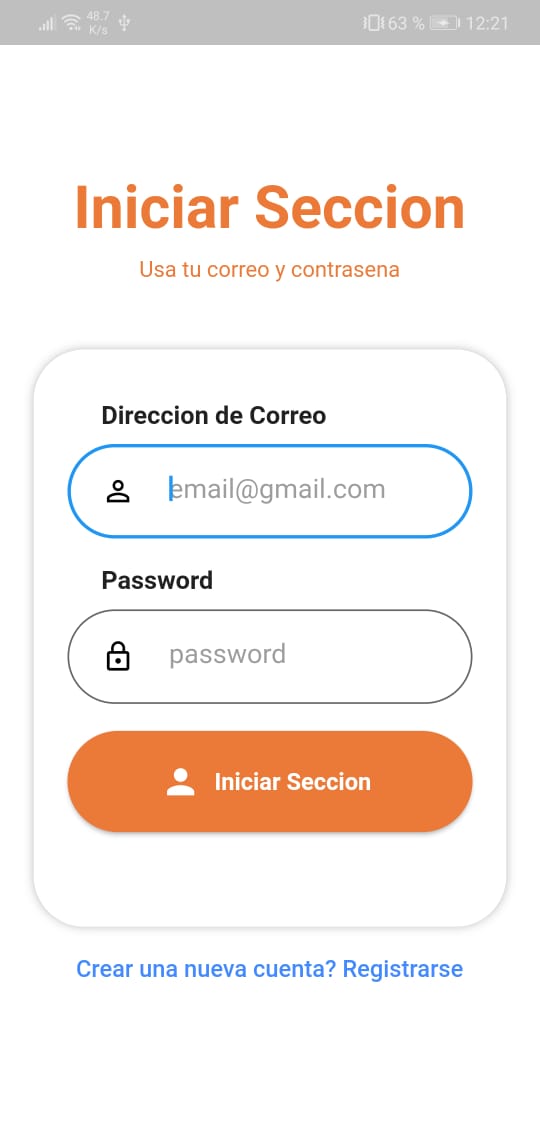 48.7
K/s
63 %
12:21
Iniciar Seccion
Usa tu correo y contrasena
Direccion de Correo
email@gmail.com
Password
password
Iniciar Seccion
Crear una nueva cuenta? Registrarse